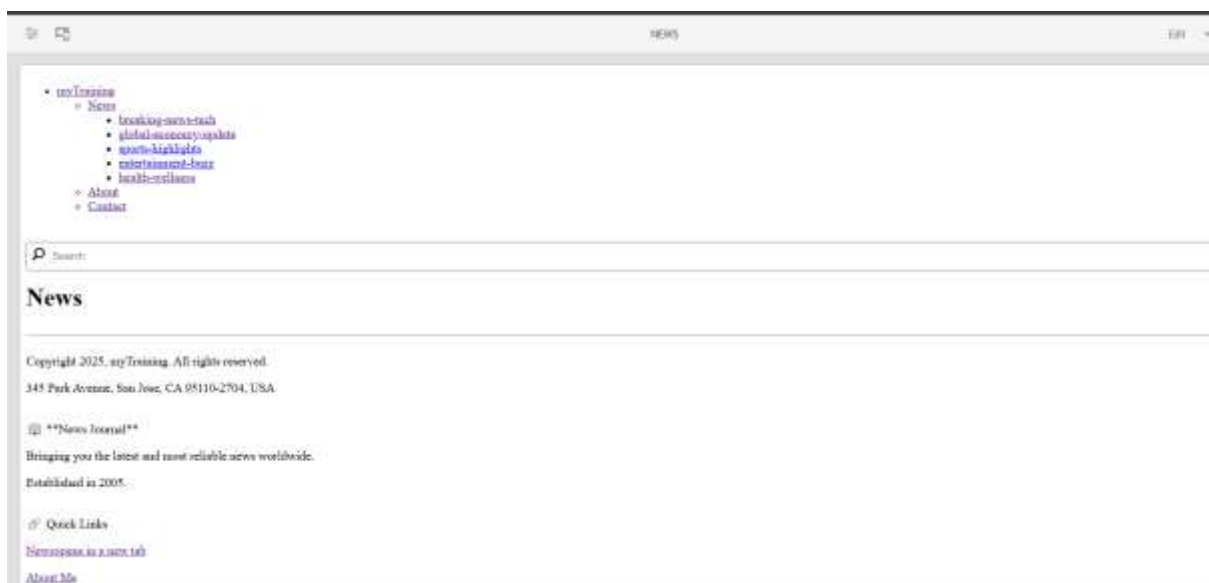 NEWS
Edit
myTraining
News
breaking-news-tech
global-economy-update
sports-highlights
entertainment-buzz
health-wellness
About
Contact
Search
News
Copyright 2025, myTraining. All rights reserved.
345 Park Avenue, San Jose, CA 95110-2704, USA
**News Journal**
Bringing you the latest and most reliable news worldwide.
Established in 2005.
Quick Links
Newsopens in a new tab
About Me